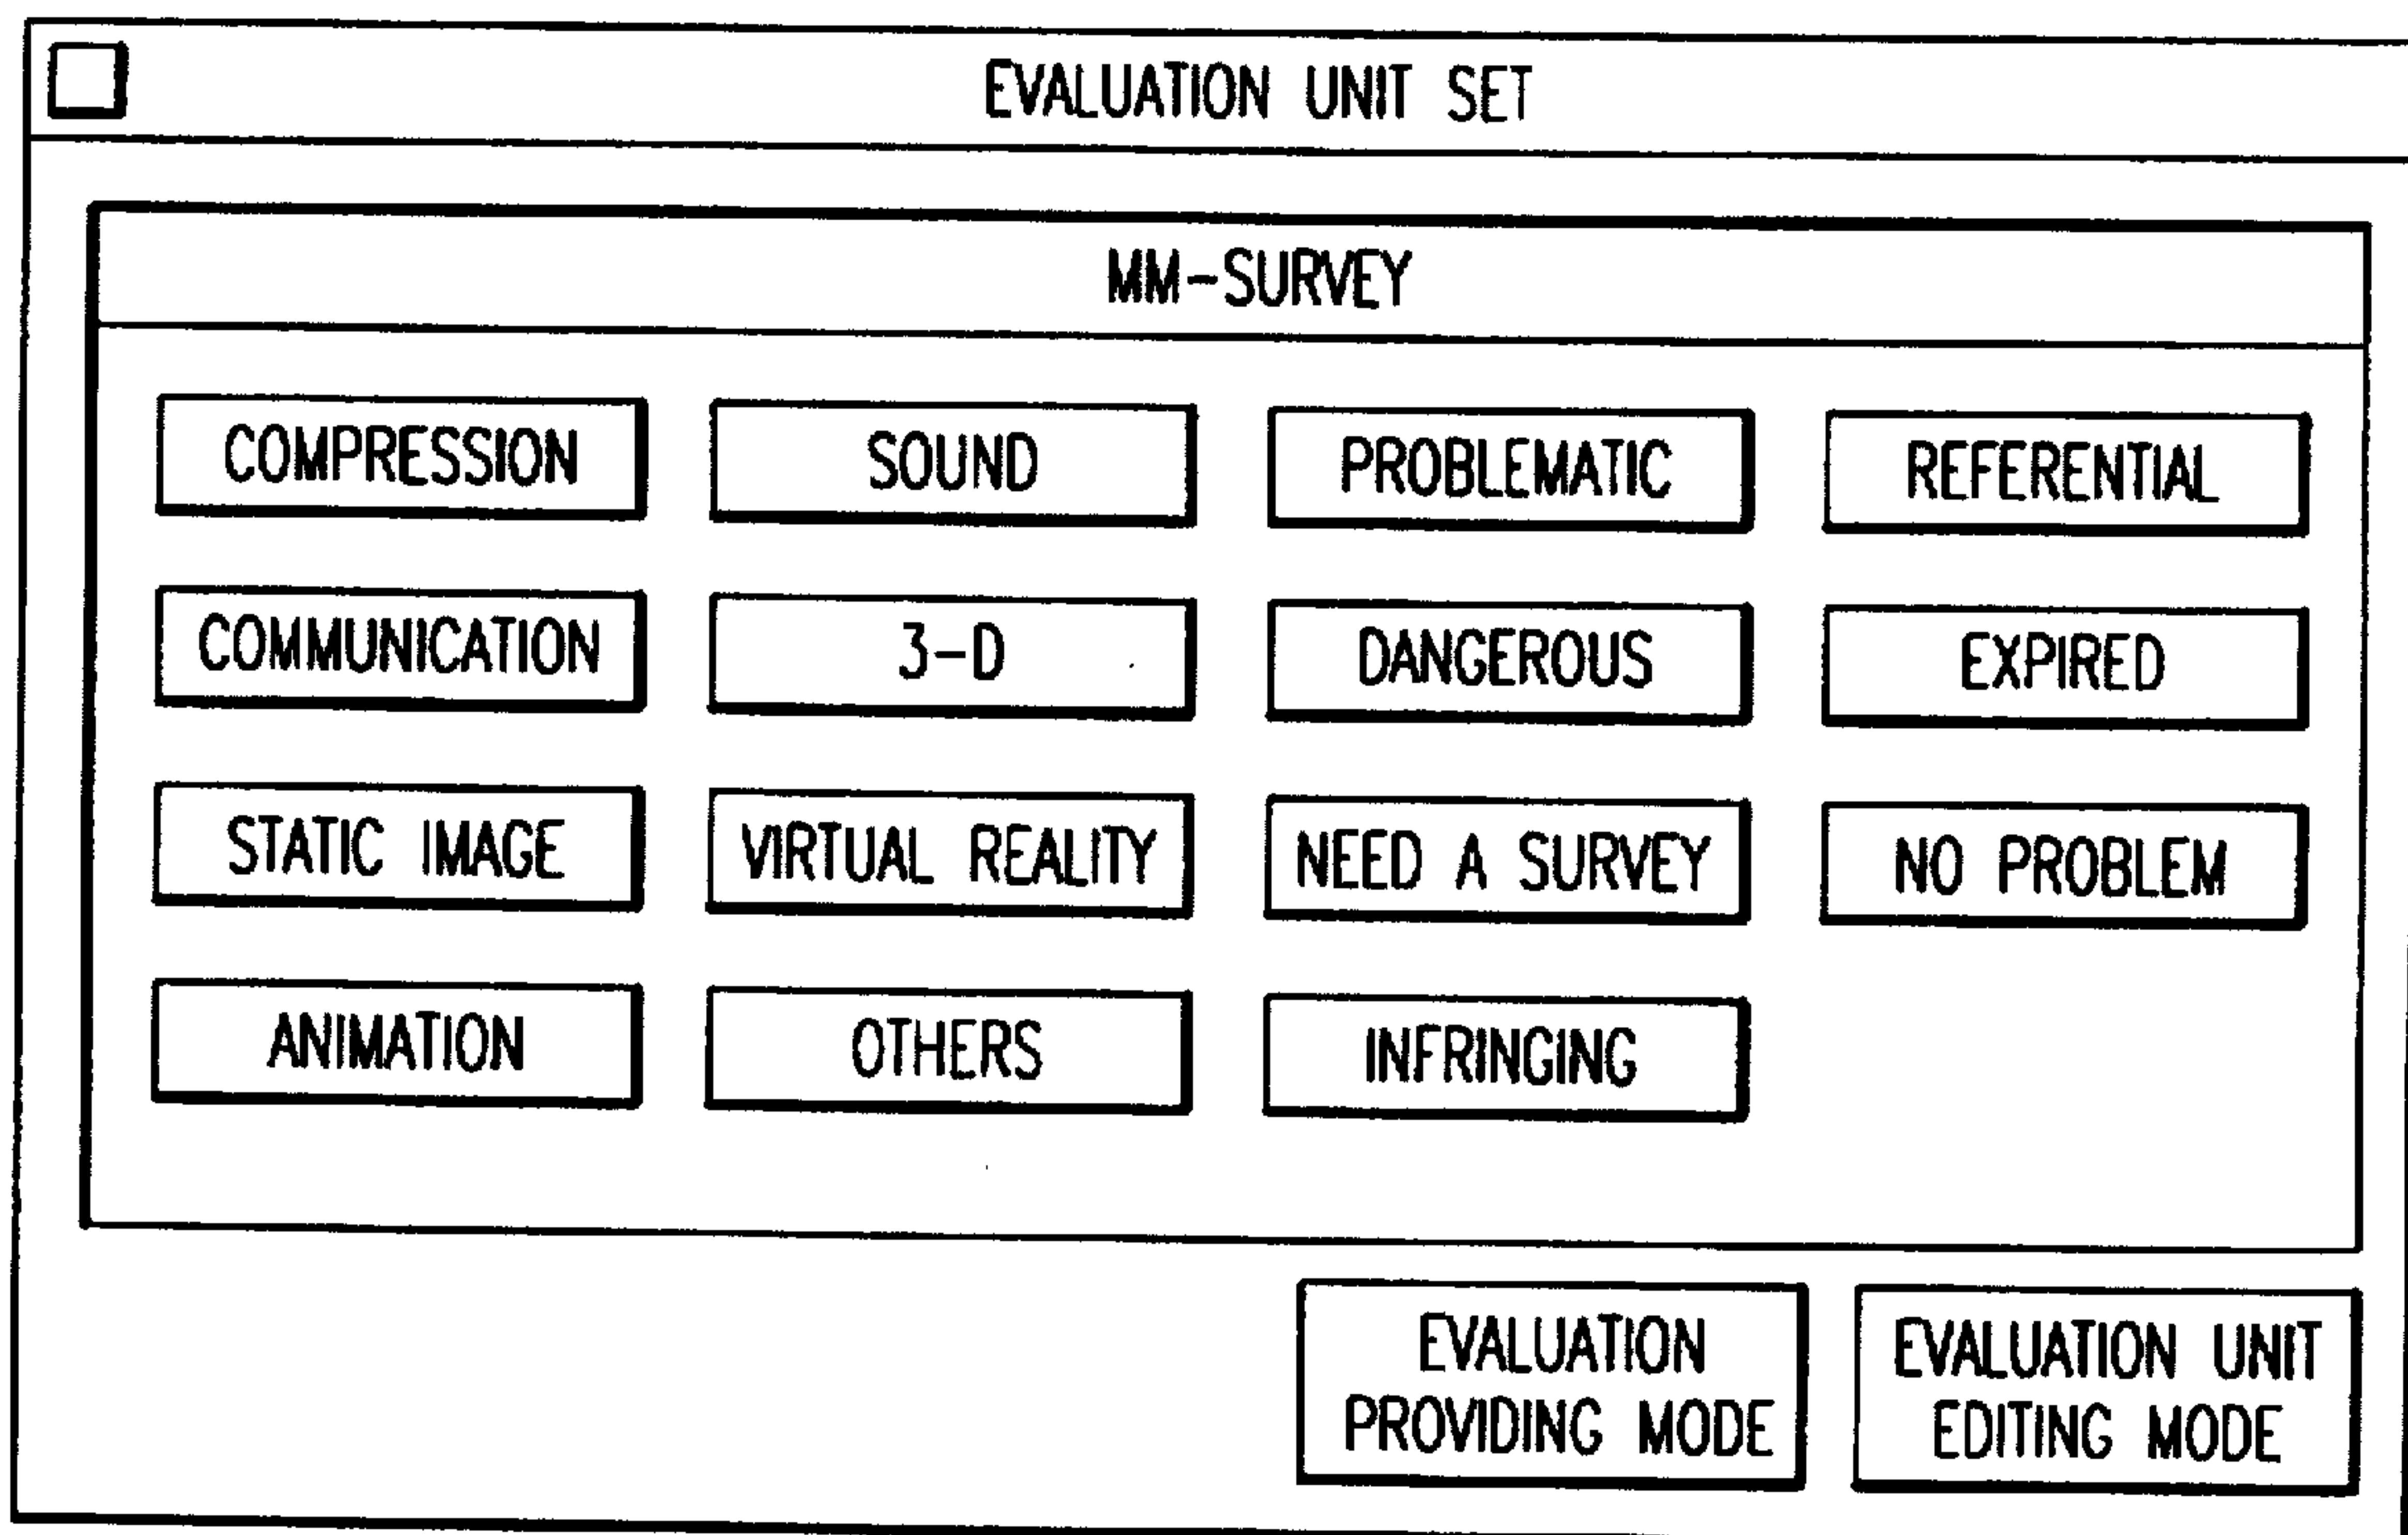 EVALUATION UNIT SET
MM-SURVEY
COMPRESSION SOUND PROBLEMATIC REFERENTIAL
COMMUNICATION 3-D DANGEROUS EXPIRED
STATIC IMAGE VIRTUAL REALITY NEED A SURVEY NO PROBLEM
ANIMATION OTHERS INFRINGING
EVALUATION
PROVIDING MODE
EVALUATION UNIT
EDITING MODE